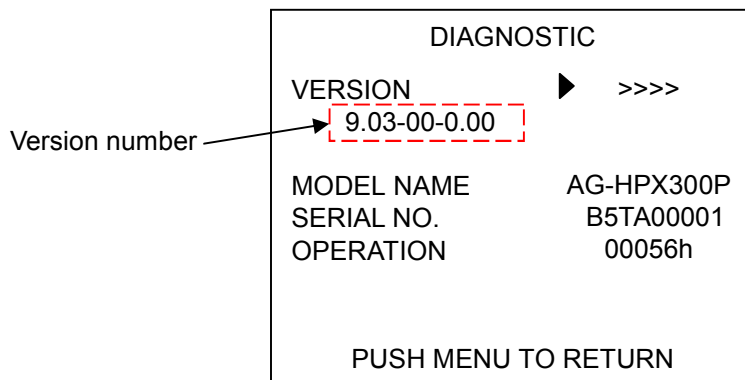 DIAGNOSTIC
VERSION ▶ >>>>
9.03-00-0.00
Version number
MODEL NAME AG-HPX300P
SERIAL NO. B5TA00001
OPERATION 00056h
PUSH MENU TO RETURN